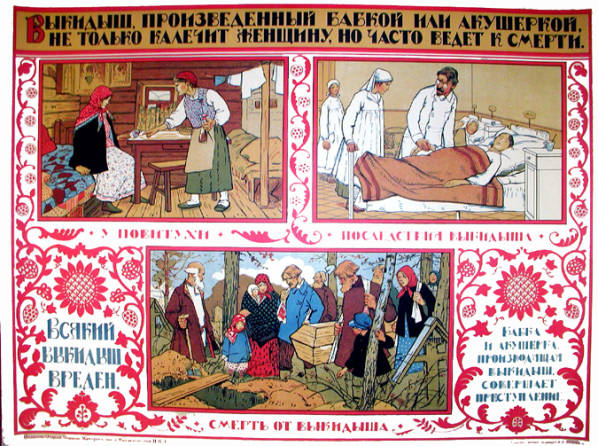 Выкидыш, произведенный бабкой или акушеркой,
не только калечит женщину, но часто ведет к смерти.
У повитухи
Последствия выкидыша
Всякий
выкидыш
вреден.
Бабка
и акушерка,
производящая
выкидыш,
совершает
преступление.
Смерть от выкидыша.